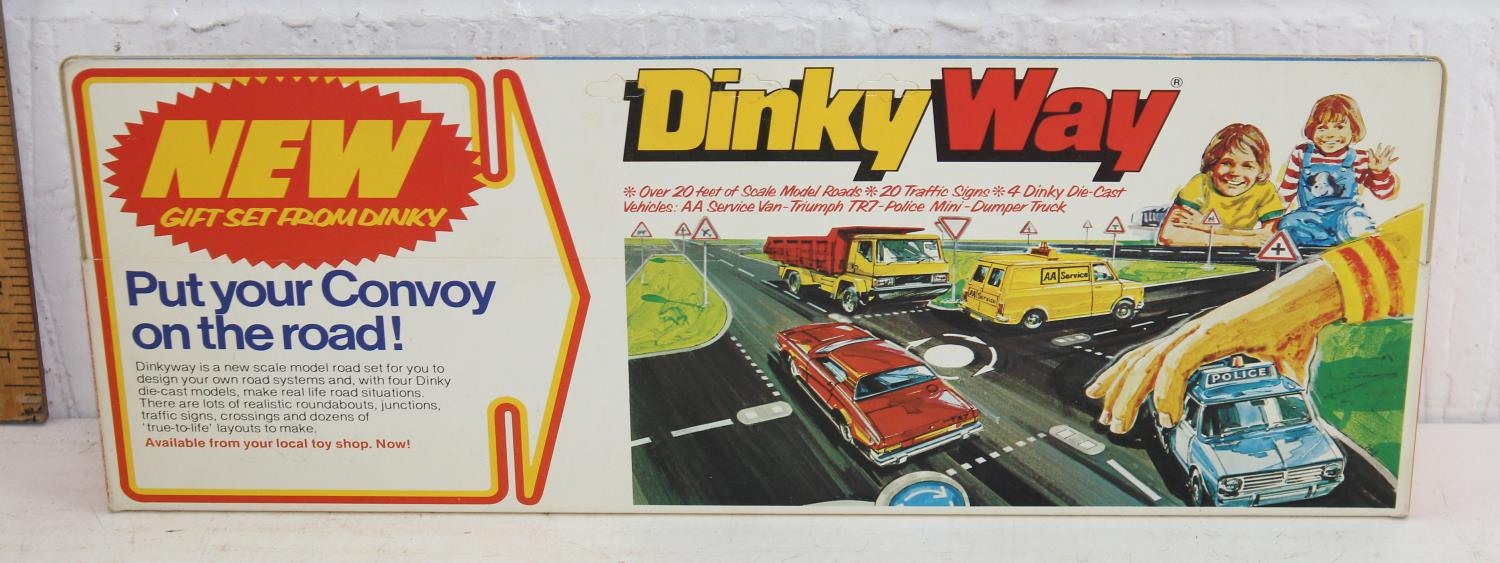 NEW
GIFT SET FROM DINKY
Put your Convoy
on the road!
Dinkyway is a new scale model road set for you to
design your own road systems and, with four Dinky
die-cast models, make real life road situations.
There are lots of realistic roundabouts, junctions,
traffic signs, crossings and dozens of
'true-to-life' layouts to make.
Available from your local toy shop. Now!
Dinky Way ®
* Over 20 feet of Scale Model Roads * 20 Traffic Signs * 4 Dinky Die-Cast
Vehicles: AA Service Van - Triumph TR7 - Police Mini - Dumper Truck
AA Service
AA Service
POLICE
TR7